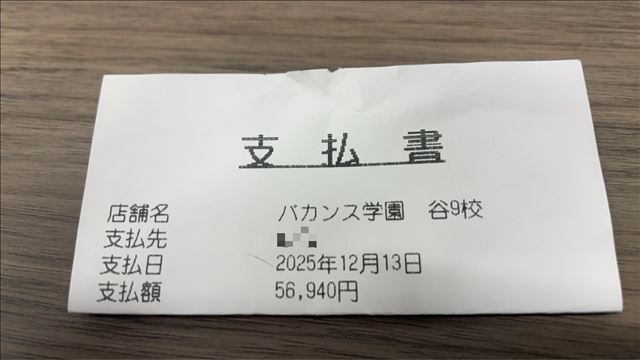 支払書
店舗名 バカンス学園 谷9校
支払先
支払日 2025年12月13日
支払額 56,940円